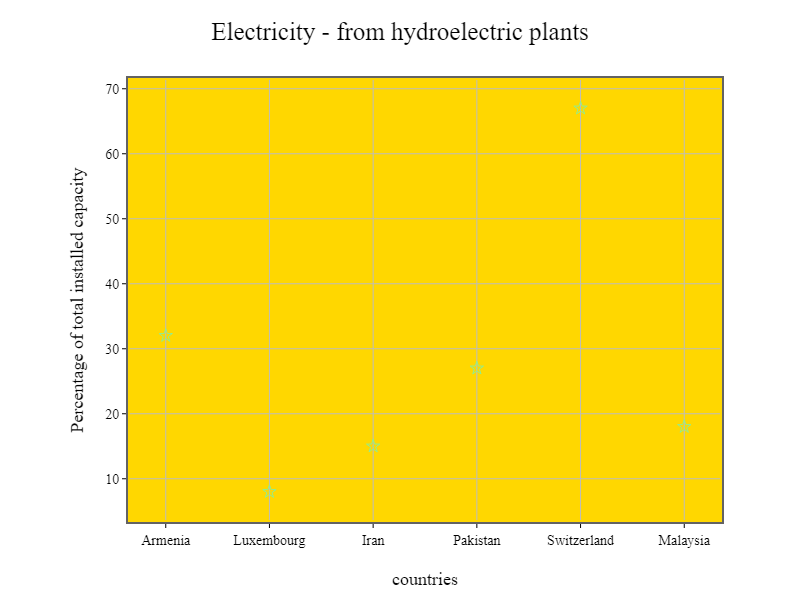 Electricity - from hydroelectric plants
Percentage of total installed capacity
70
60
50
40
30
20
10
Armenia Luxembourg Iran Pakistan Switzerland Malaysia
countries